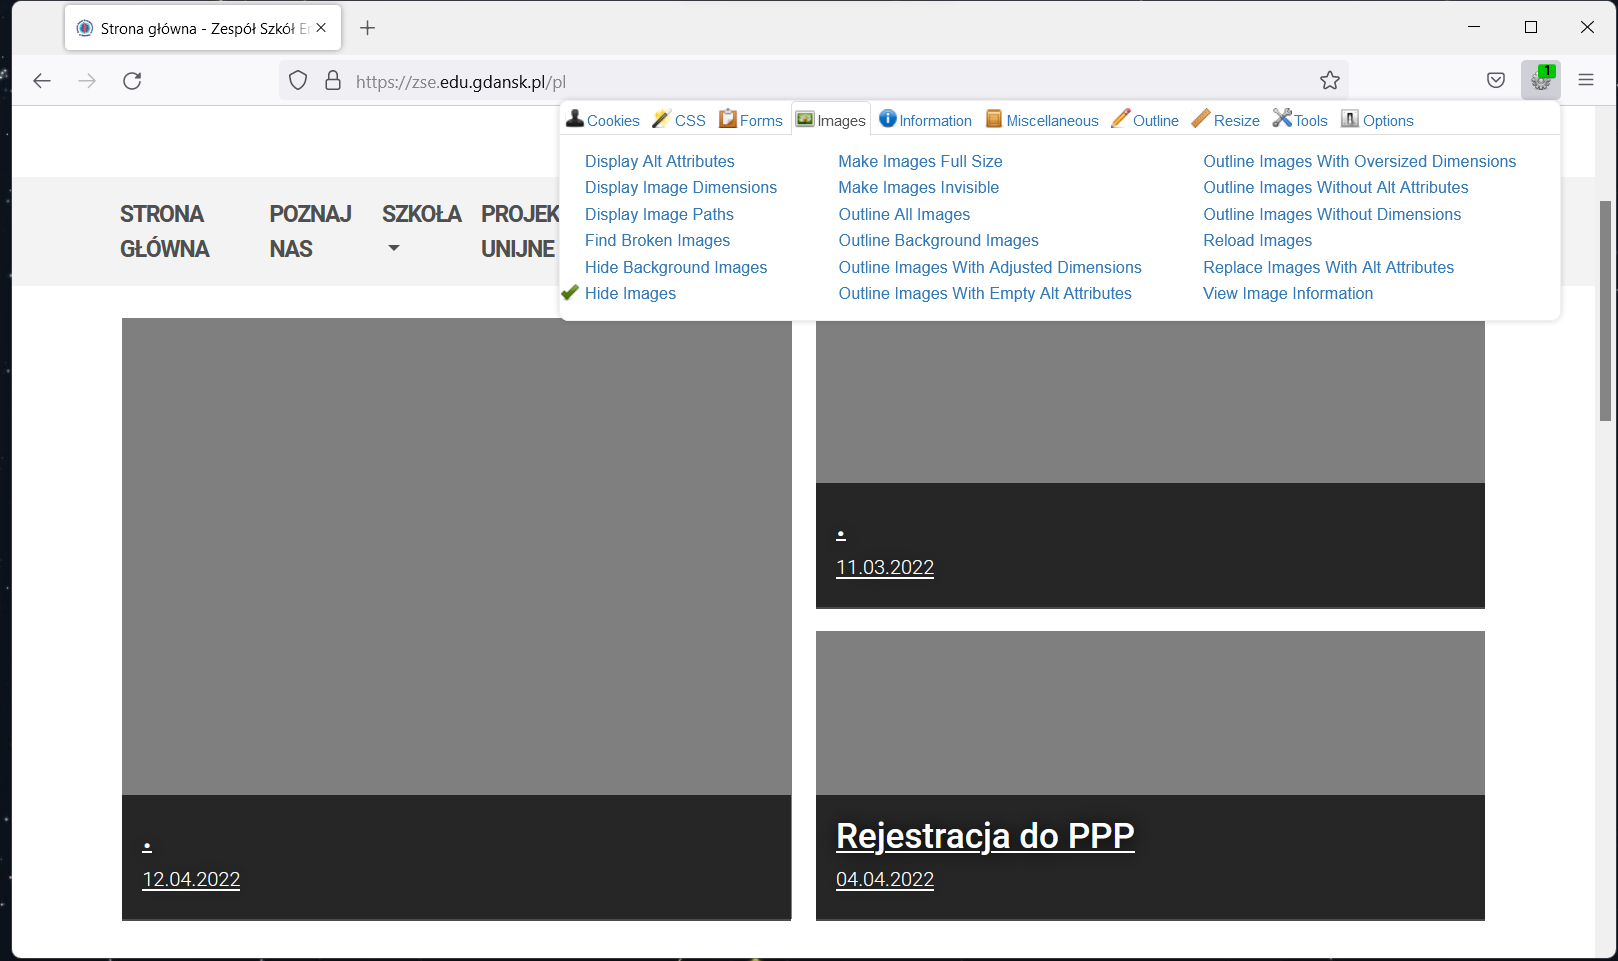 Strona główna - Zespół Szkół
https://zse.edu.gdansk.pl/pl
1
Cookies CSS Forms Images Information Miscellaneous Outline Resize Tools Options
Display Alt Attributes Make Images Full Size Outline Images With Oversized Dimensions
Display Image Dimensions Make Images Invisible Outline Images Without Alt Attributes
Display Image Paths Outline All Images Outline Images Without Dimensions
Find Broken Images Outline Background Images Reload Images
Hide Background Images Outline Images With Adjusted Dimensions Replace Images With Alt Attributes
Hide Images Outline Images With Empty Alt Attributes View Image Information
STRONA POZNAJ SZKOŁA PROJEK
GŁÓWNA NAS UNIJNE
.
11.03.2022
.
12.04.2022
Rejestracja do PPP
04.04.2022